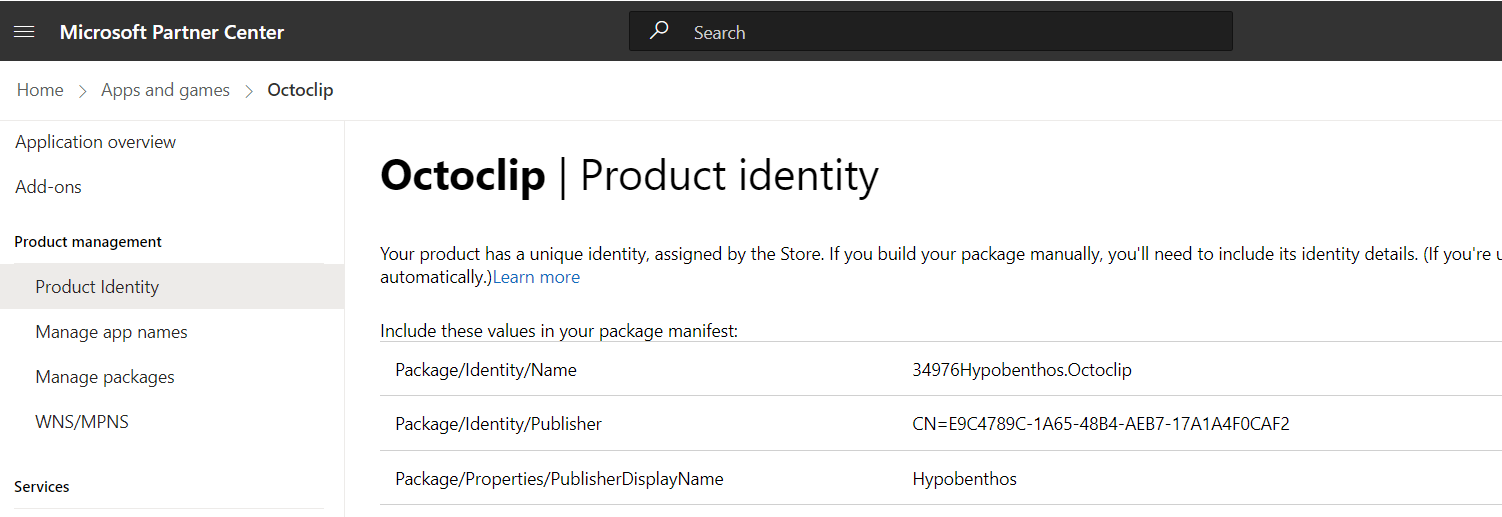 Microsoft Partner Center
Search
Home > Apps and games > Octoclip
Application overview
Add-ons
Product management
Product Identity
Manage app names
Manage packages
WNS/MPNS
Services
Octoclip | Product identity
Your product has a unique identity, assigned by the Store. If you build your package manually, you'll need to include its identity details. (If you're u
automatically.)Learn more
Include these values in your package manifest:
Package/Identity/Name 34976Hypobenthos.Octoclip
Package/Identity/Publisher CN=E9C4789C-1A65-48B4-AEB7-17A1A4F0CAF2
Package/Properties/PublisherDisplayName Hypobenthos